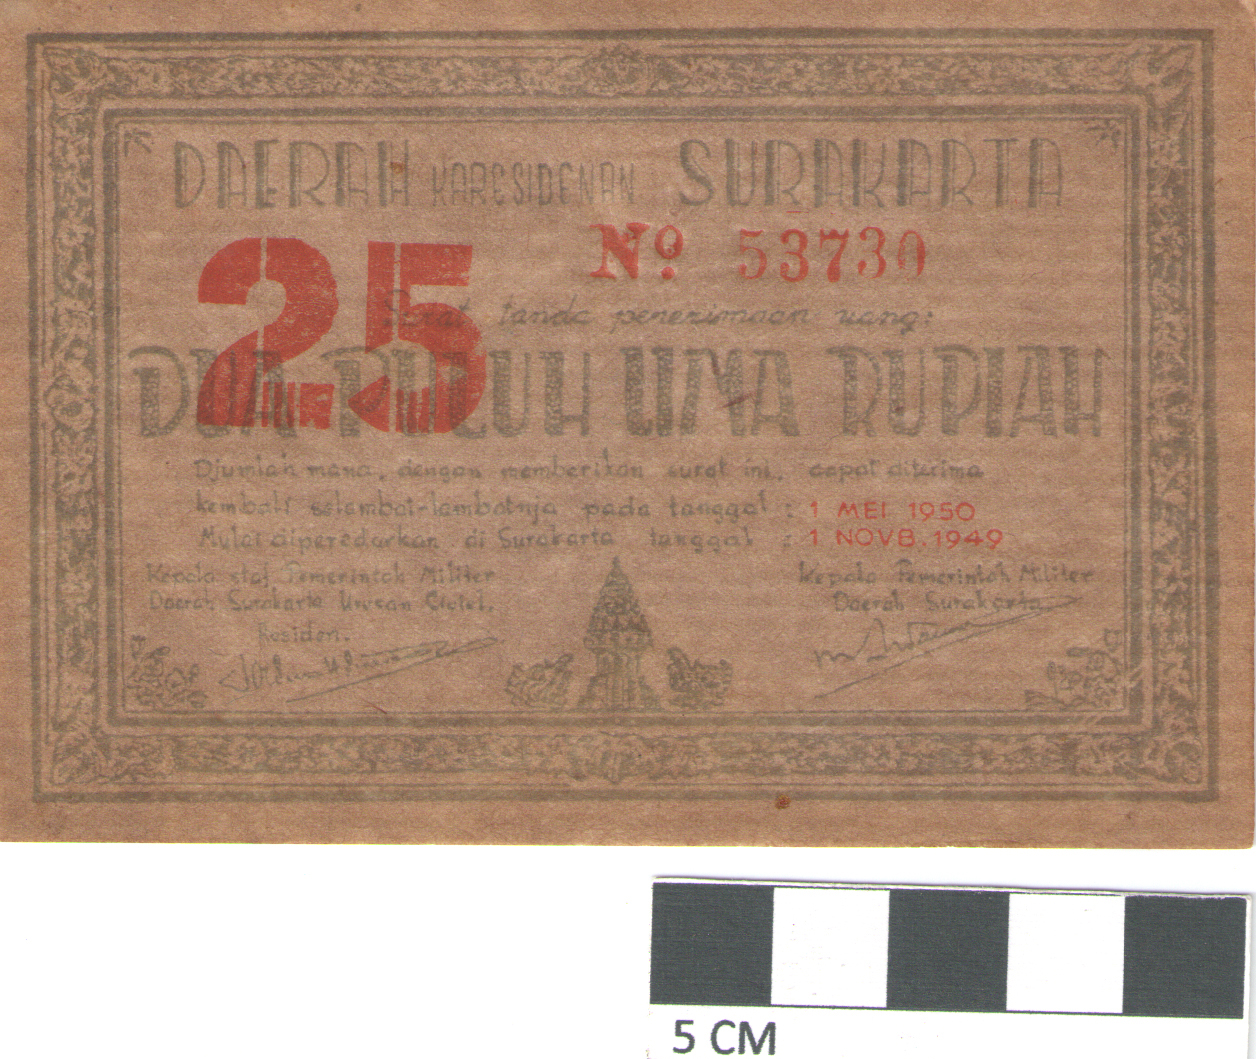 DAERAH KARESIDENAN SURAKARTA
25
No. 53730
Surat tanda penerimaan uang:
DUA PULUH LIMA RUPIAH
Djumlah mana, dengan memberikan surat ini, dapat diterima
kembali selambat-lambatnja pada tanggal : 1 MEI 1950
Mulai diperedarkan di Surakarta tanggal : 1 NOVB. 1949
Kepala staf Pemerintah Militer
Daerah Surakarta Urusan Civiel.
Residen.
Kepala Pemerintah Militer
Daerah Surakarta
5 CM